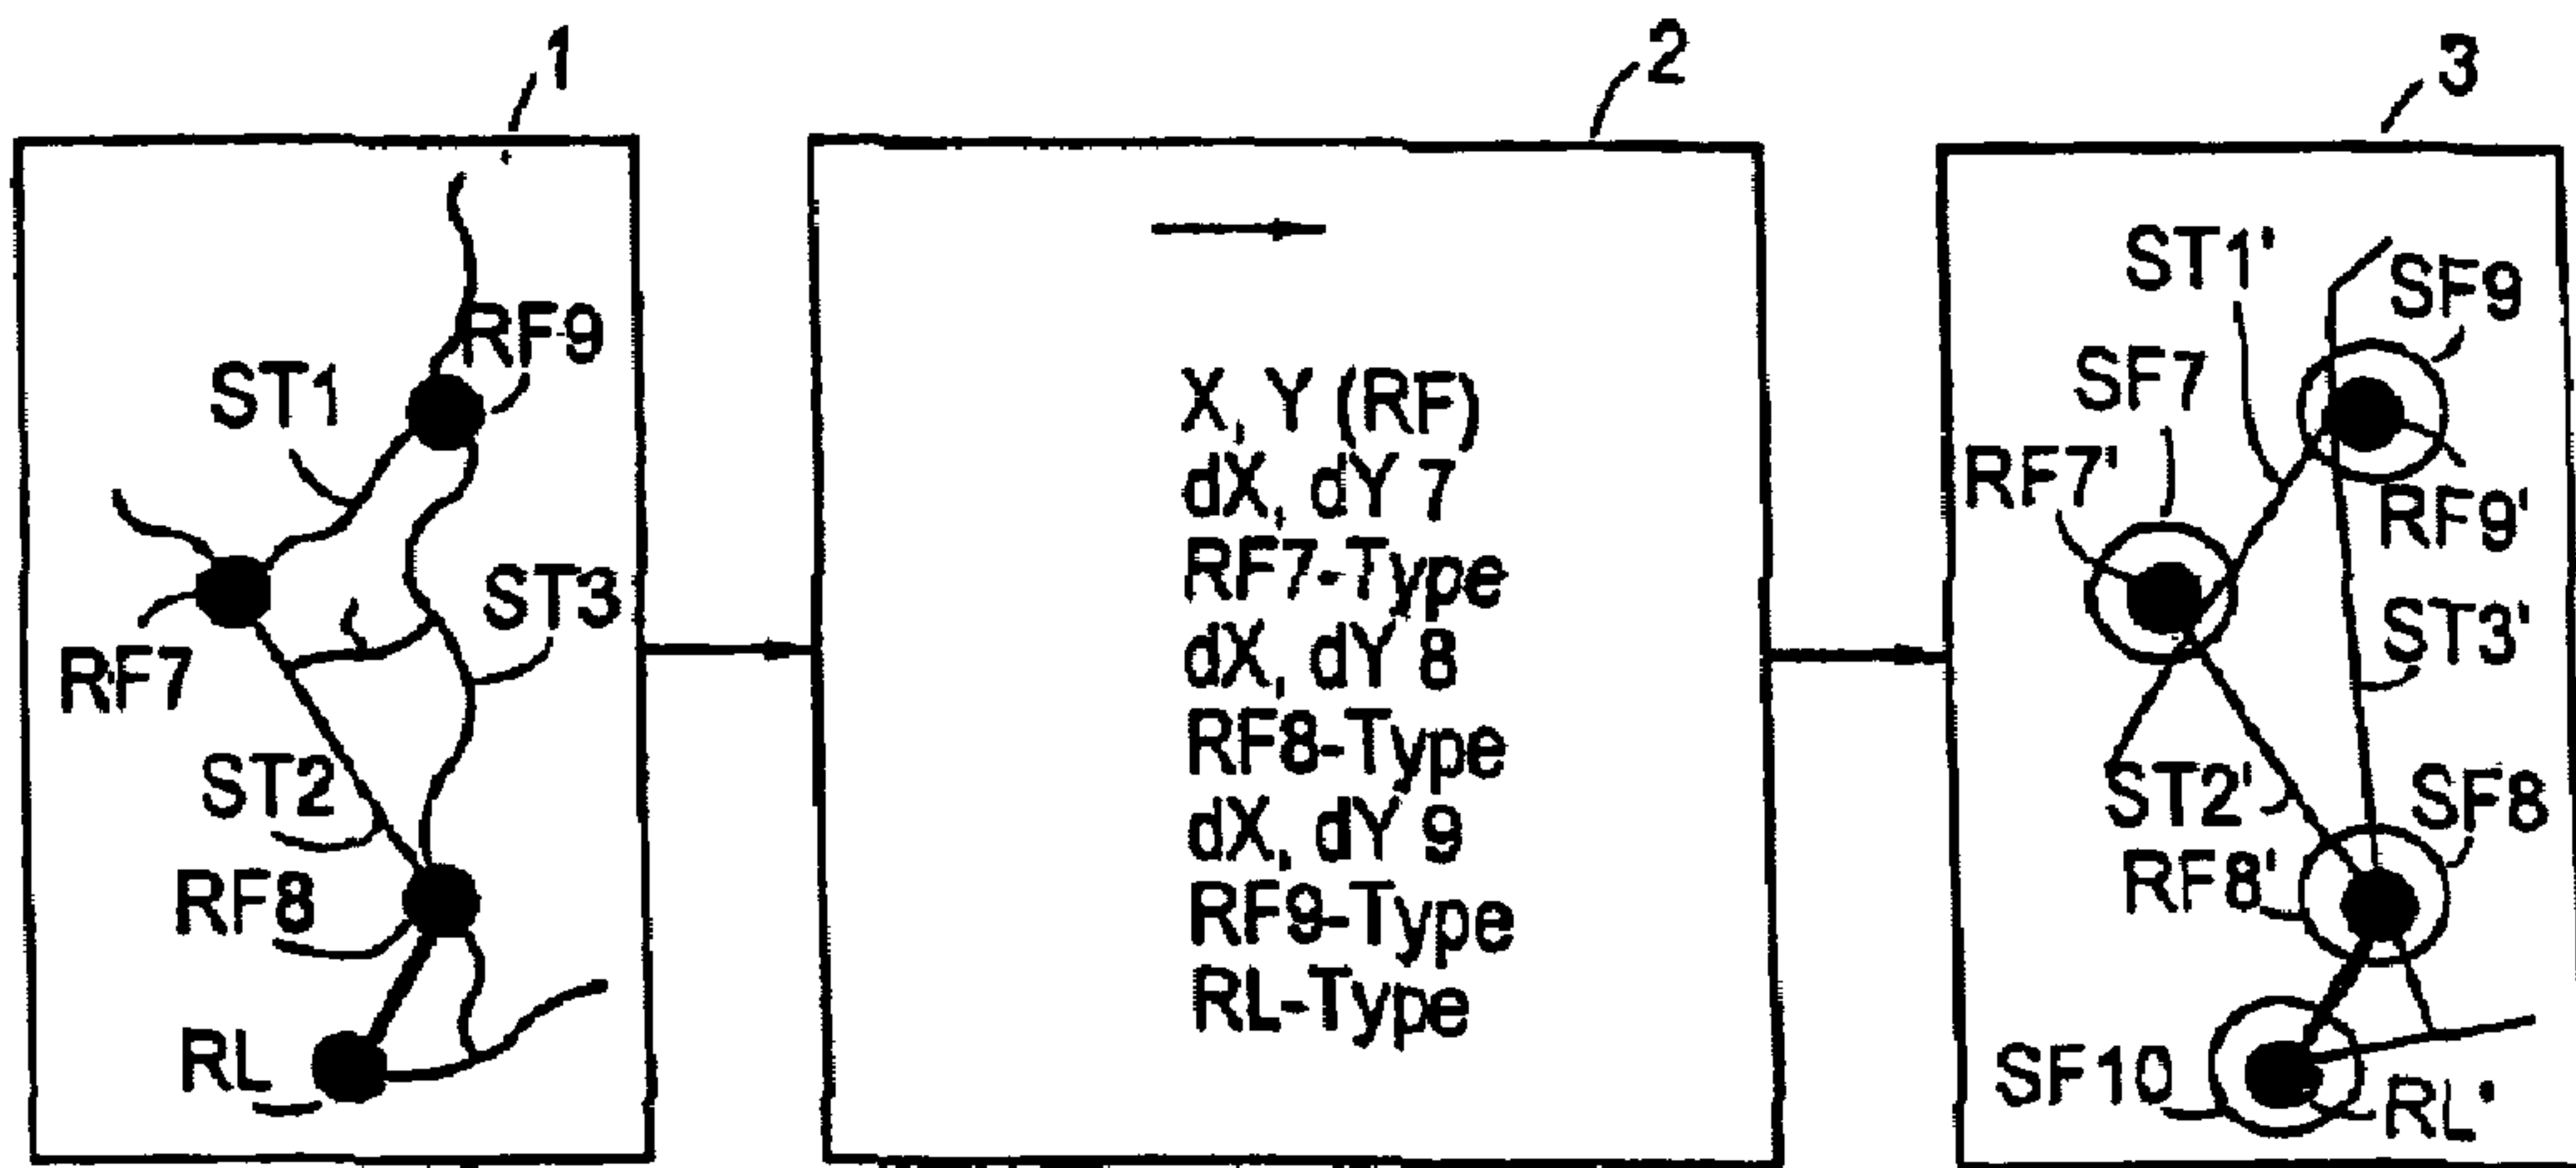 1
RF9
ST1
ST3
RF7
ST2
RF8
RL
2
X, Y (RF)
dX, dY 7
RF7-Type
dX, dY 8
RF8-Type
dX, dY 9
RF9-Type
RL-Type
3
ST1'
SF9
SF7
RF7'
RF9'
ST3'
ST2'
SF8
RF8'
SF10
RL'